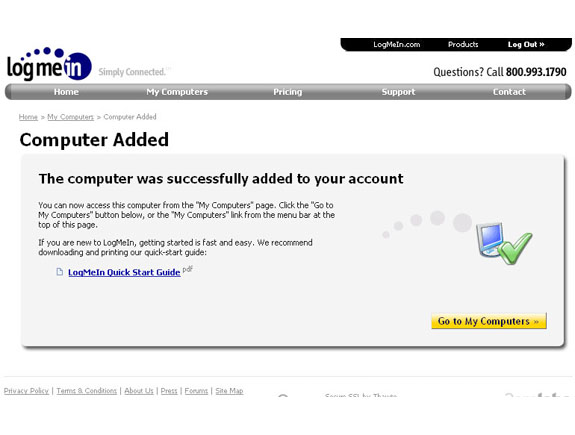 LogMeIn.com Products Log Out »
logmein Simply Connected.™
Questions? Call 800.993.1790
Home My Computers Pricing Support Contact
Home > My Computers > Computer Added
Computer Added
The computer was successfully added to your account
You can now access this computer from the "My Computers" page. Click the "Go to
My Computers" button below, or the "My Computers" link from the menu bar at the
top of this page.
If you are new to LogMeIn, getting started is fast and easy. We recommend
downloading and printing our quick-start guide:
LogMeIn Quick Start Guide pdf
Go to My Computers »
Privacy Policy | Terms & Conditions | About Us | Press | Forums | Site Map
Secure SSL by Thawte